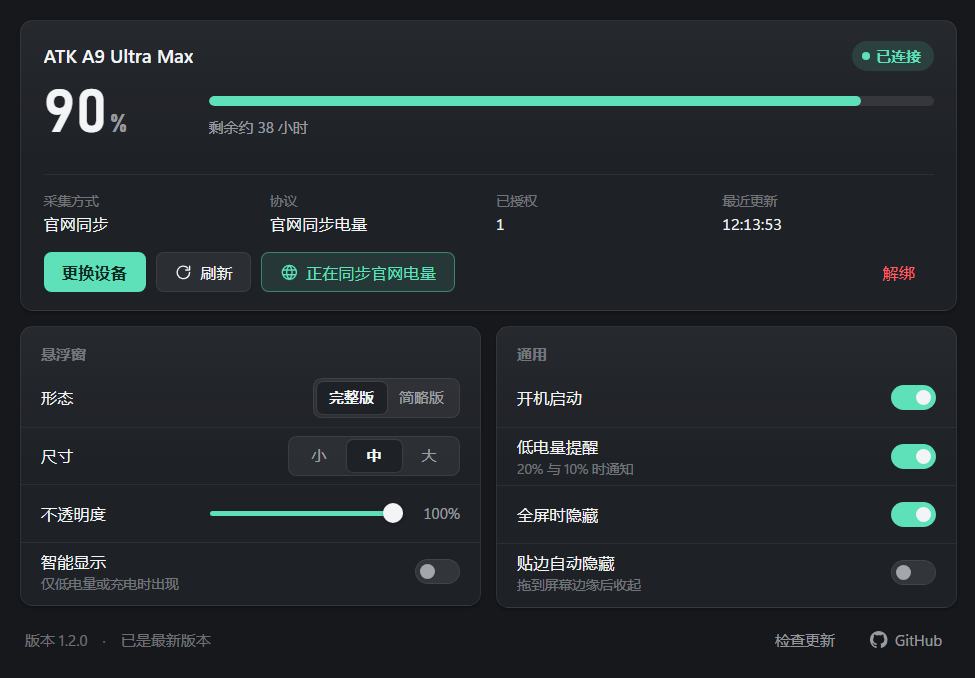 ATK A9 Ultra Max
已连接
90%
剩余约 38 小时
采集方式
官网同步
协议
官网同步电量
已授权
1
最近更新
12:13:53
更换设备
刷新
正在同步官网电量
解绑
悬浮窗
形态
完整版 简略版
尺寸
小 中 大
不透明度
100%
智能显示
仅低电量或充电时出现
通用
开机启动
低电量提醒
20% 与 10% 时通知
全屏时隐藏
贴边自动隐藏
拖到屏幕边缘后收起
版本 1.2.0 · 已是最新版本
检查更新
GitHub